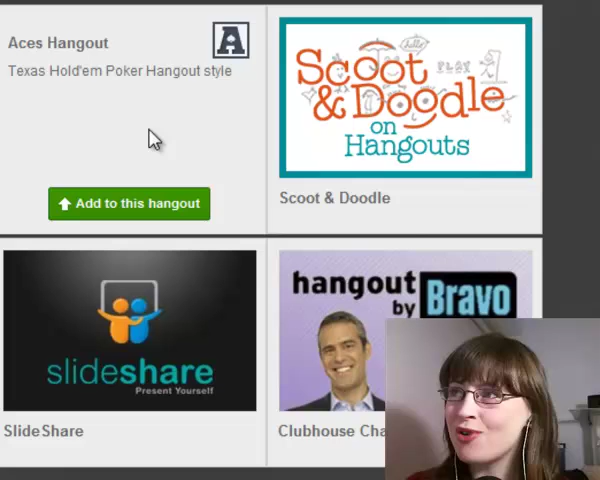 Aces Hangout
A
Texas Hold'em Poker Hangout style
Add to this hangout
hello
Scoot
PLAY
& Doodle
on
Hangouts
Scoot & Doodle
slideshare
Present Yourself
SlideShare
hangout
by Bravo
Clubhouse Cha